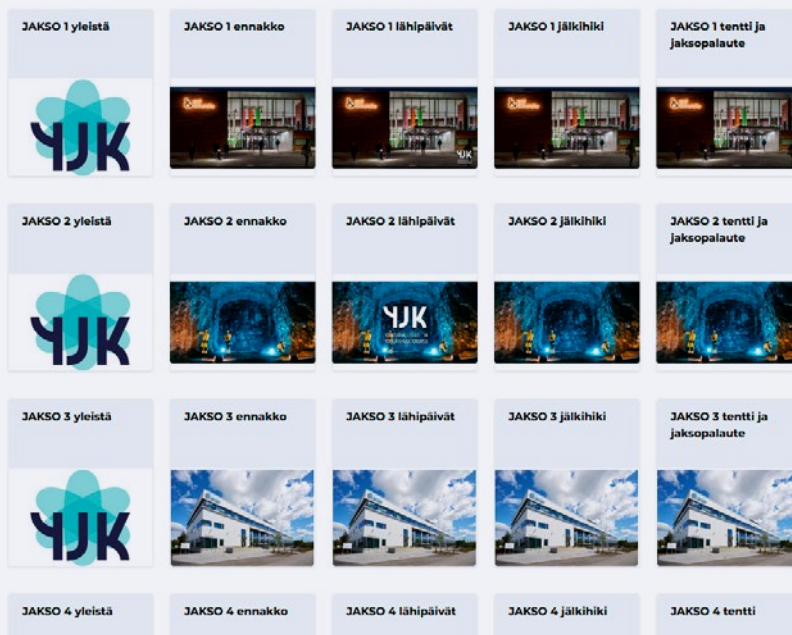 JAKSO 1 yleistä
JAKSO 1 ennakko
JAKSO 1 lähipäivät
JAKSO 1 jälkihiki
JAKSO 1 tentti ja
jaksopalaute
YJK
YJK
JAKSO 2 yleistä
JAKSO 2 ennakko
JAKSO 2 lähipäivät
JAKSO 2 jälkihiki
JAKSO 2 tentti ja
jaksopalaute
YJK
YJK
JAKSO 3 yleistä
JAKSO 3 ennakko
JAKSO 3 lähipäivät
JAKSO 3 jälkihiki
JAKSO 3 tentti ja
jaksopalaute
YJK
JAKSO 4 yleistä
JAKSO 4 ennakko
JAKSO 4 lähipäivät
JAKSO 4 jälkihiki
JAKSO 4 tentti